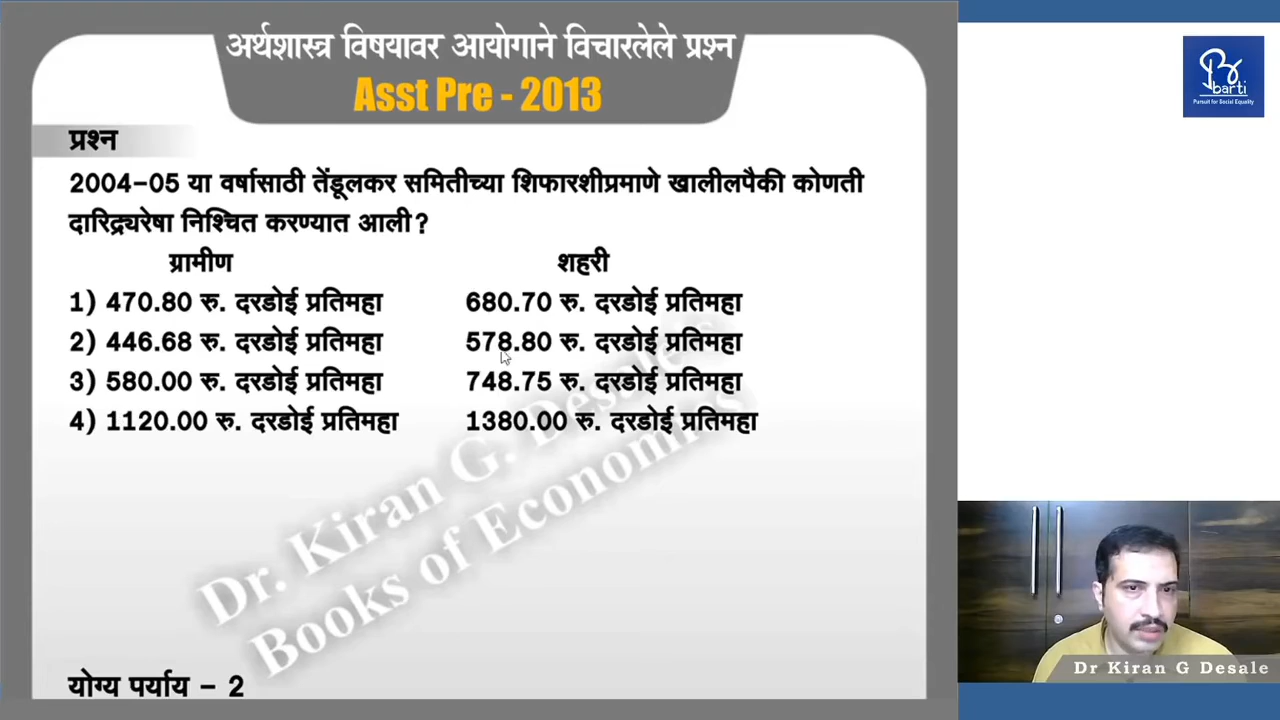 अर्थशास्त्र विषयावर आयोगाने विचारलेले प्रश्न
Asst Pre - 2013
प्रश्न
2004-05 या वर्षासाठी तेंडूलकर समितीच्या शिफारशीप्रमाणे खालीलपैकी कोणती
दारिद्र्यरेषा निश्चित करण्यात आली?
ग्रामीण शहरी
1) 470.80 रु. दरडोई प्रतिमहा 680.70 रु. दरडोई प्रतिमहा
2) 446.68 रु. दरडोई प्रतिमहा 578.80 रु. दरडोई प्रतिमहा
3) 580.00 रु. दरडोई प्रतिमहा 748.75 रु. दरडोई प्रतिमहा
4) 1120.00 रु. दरडोई प्रतिमहा 1380.00 रु. दरडोई प्रतिमहा
Dr. Kiran G. Desale's
Books of Economics
योग्य पर्याय - 2
barti
Pursuit for Social Equality
Dr Kiran G Desale